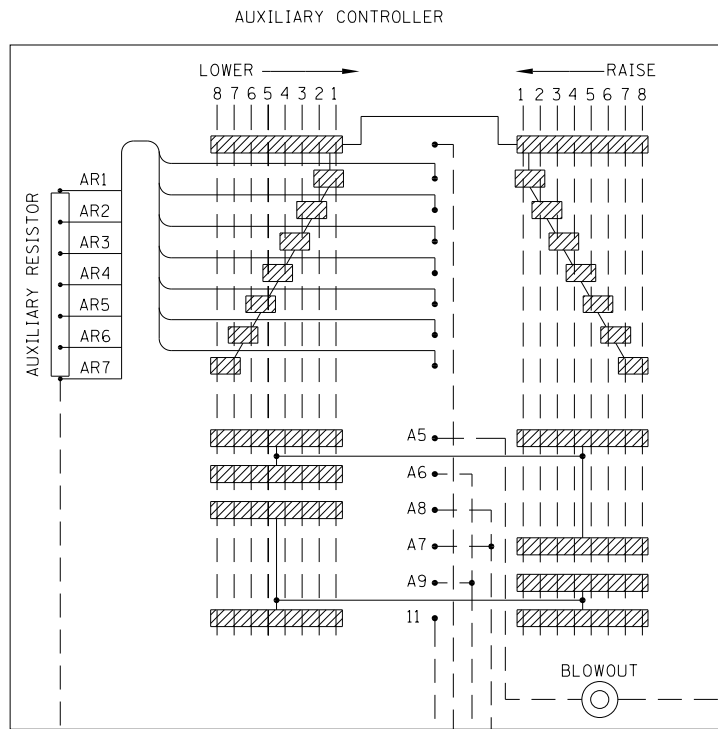 AUXILIARY CONTROLLER
LOWER
RAISE
8 7 6 5 4 3 2 1
1 2 3 4 5 6 7 8
AUXILIARY RESISTOR
AR1
AR2
AR3
AR4
AR5
AR6
AR7
A5
A6
A8
A7
A9
11
BLOWOUT